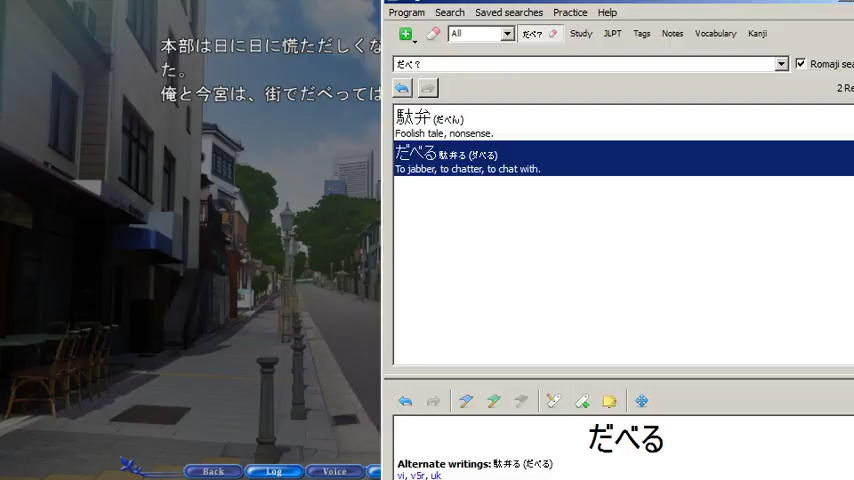 本部は日に日に慌ただしくな
た。
俺と今宮は、街でだべっては
Back
Log
Voice
Program Search Saved searches Practice Help
All
だべ?
Study JLPT Tags Notes Vocabulary Kanji
だべ?
Romaji sea
2 Re
駄弁 (だべん)
Foolish tale, nonsense.
だべる 駄弁る (ダべる)
To jabber, to chatter, to chat with.
だべる
Alternate writings: 駄弁る (だべる)
vi, v5r, uk